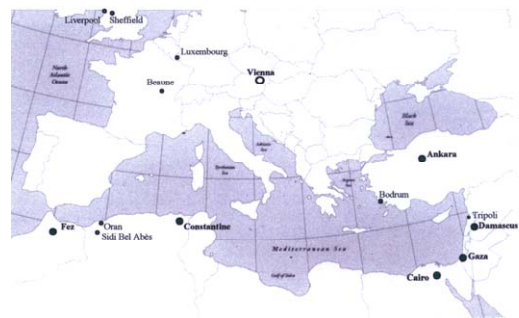 Liverpool
Sheffield
Luxembourg
North
Atlantic
Ocean
Vienna
Beaune
Black
Sea
Adriatic
Sea
Ankara
Tyrrhenian
Sea
Aegean
Sea
Bodrum
Tripoli
Fez
Oran
Constantine
Damascus
Sidi Bel Abès
Mediterranean Sea
Gaza
Gulf of Sidra
Cairo